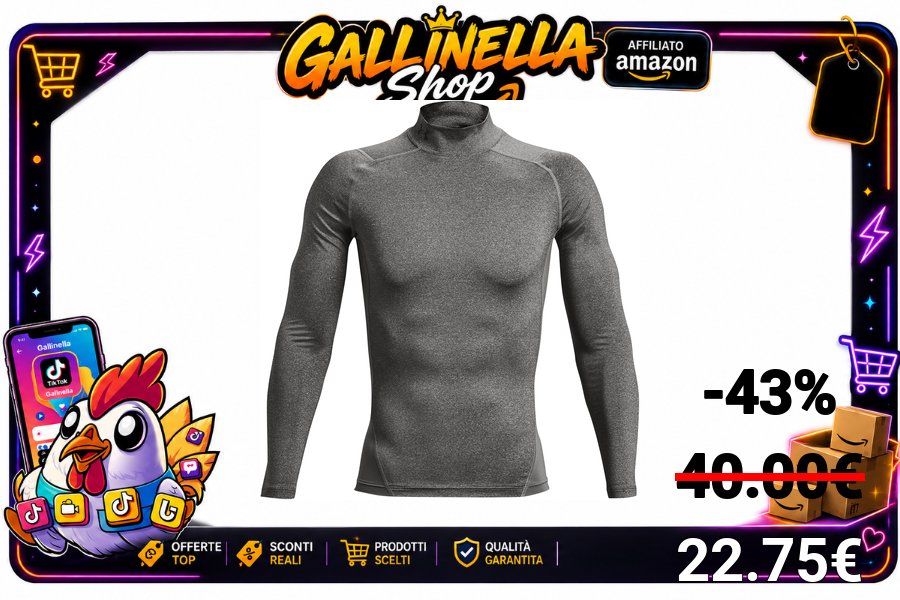 GALLINELLA
Shop
AFFILIATO
amazon
Gallinella
TikTok
Gallinella
-43%
40.00€
22.75€
OFFERTE
TOP
SCONTI
REALI
PRODOTTI
SCELTI
QUALITÀ
GARANTITA